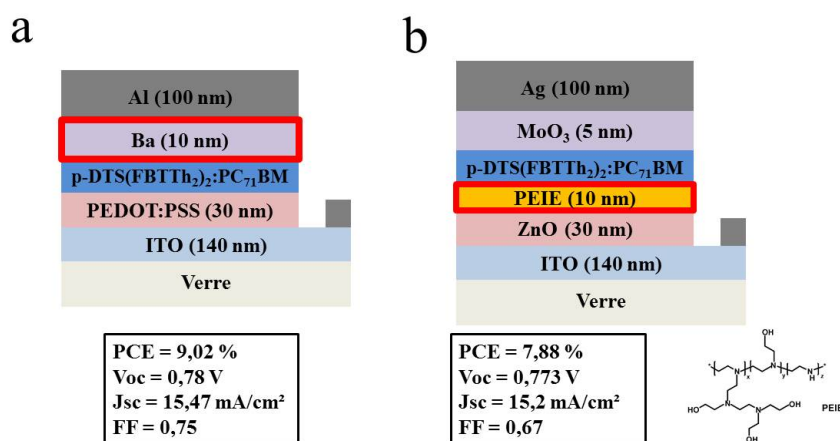 a
Al (100 nm)
Ba (10 nm)
p-DTS(FBTTh₂)₂:PC₇₁BM
PEDOT:PSS (30 nm)
ITO (140 nm)
Verre
PCE = 9,02 %
Voc = 0,78 V
Jsc = 15,47 mA/cm²
FF = 0,75
b
Ag (100 nm)
MoO₃ (5 nm)
p-DTS(FBTTh₂)₂:PC₇₁BM
PEIE (10 nm)
ZnO (30 nm)
ITO (140 nm)
Verre
PCE = 7,88 %
Voc = 0,773 V
Jsc = 15,2 mA/cm²
FF = 0,67
OH
* N x N y N z *
H
HO N N OH
OH
PEIE